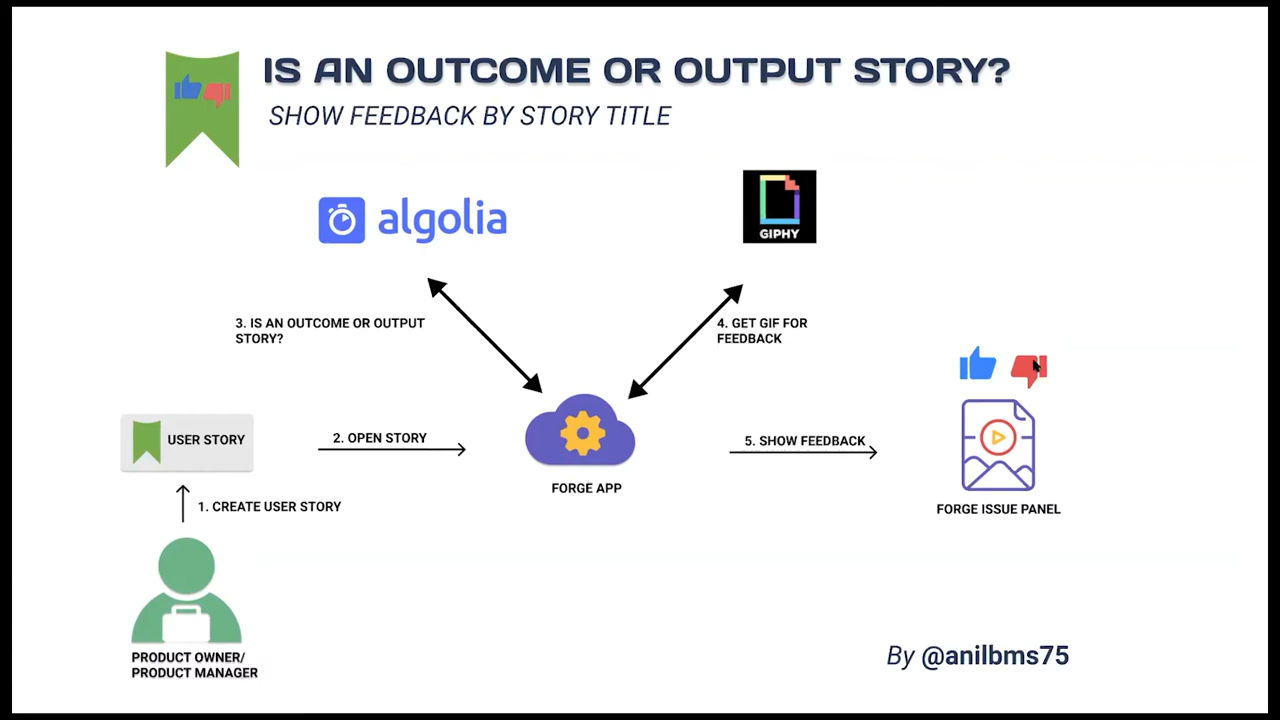 IS AN OUTCOME OR OUTPUT STORY?
SHOW FEEDBACK BY STORY TITLE
algolia
GIPHY
3. IS AN OUTCOME OR OUTPUT
STORY?
4. GET GIF FOR
FEEDBACK
USER STORY
2. OPEN STORY
5. SHOW FEEDBACK
FORGE APP
1. CREATE USER STORY
FORGE ISSUE PANEL
PRODUCT OWNER/
PRODUCT MANAGER
By @anilbms75